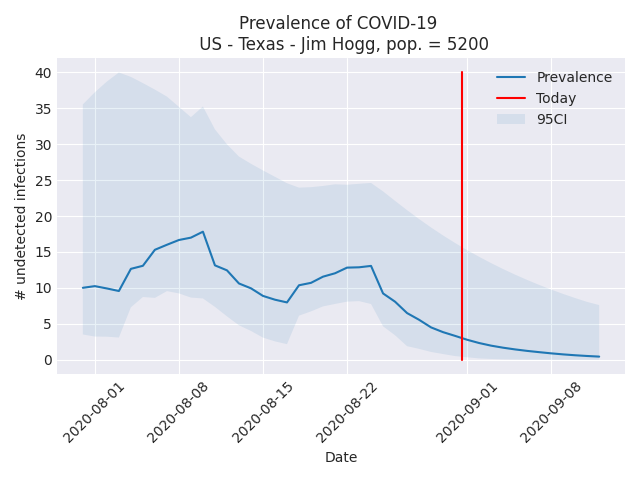 Prevalence of COVID-19
US - Texas - Jim Hogg, pop. = 5200
Prevalence
Today
95CI
40
35
30
25
20
15
10
5
0
# undetected infections
2020-08-01
2020-08-08
2020-08-15
2020-08-22
2020-09-01
2020-09-08
Date